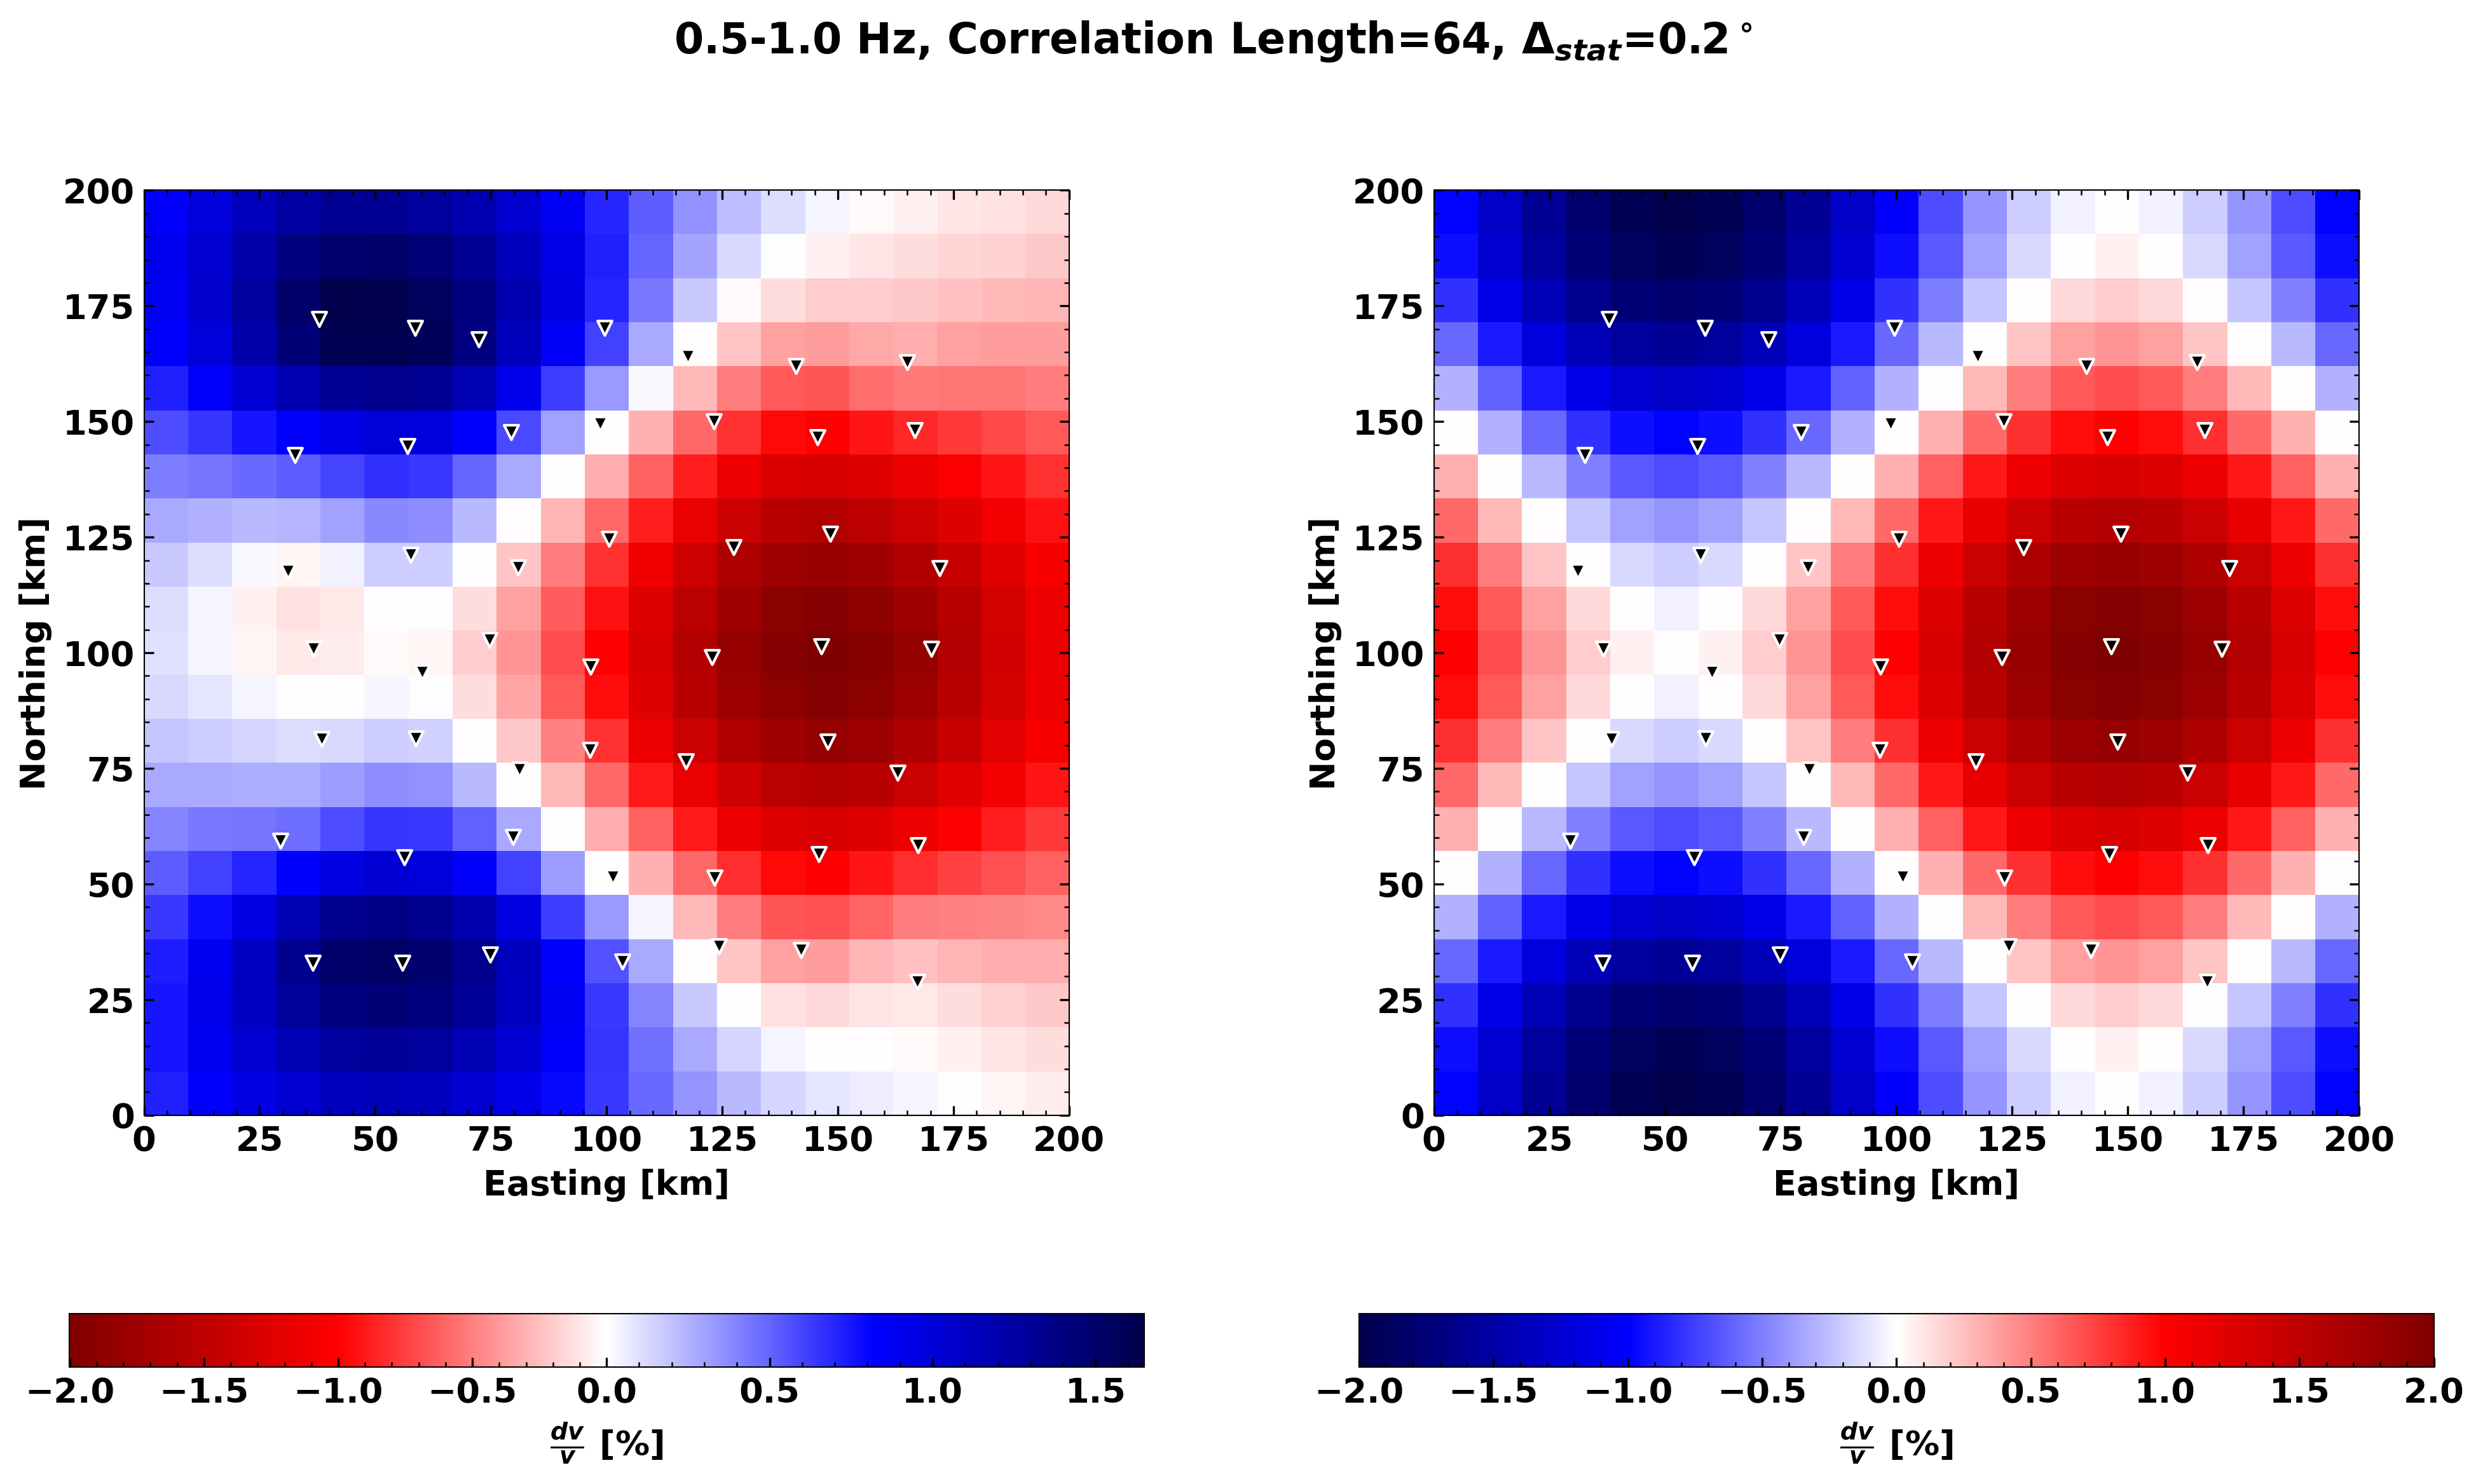 0.5-1.0 Hz, Correlation Length=64, Δstat=0.2°
200
175
150
125
100
75
50
25
0
Northing [km]
0 25 50 75 100 125 150 175 200
Easting [km]
200
175
150
125
100
75
50
25
0
Northing [km]
0 25 50 75 100 125 150 175 200
Easting [km]
−2.0 −1.5 −1.0 −0.5 0.0 0.5 1.0 1.5
dv/v [%]
−2.0 −1.5 −1.0 −0.5 0.0 0.5 1.0 1.5 2.0
dv/v [%]